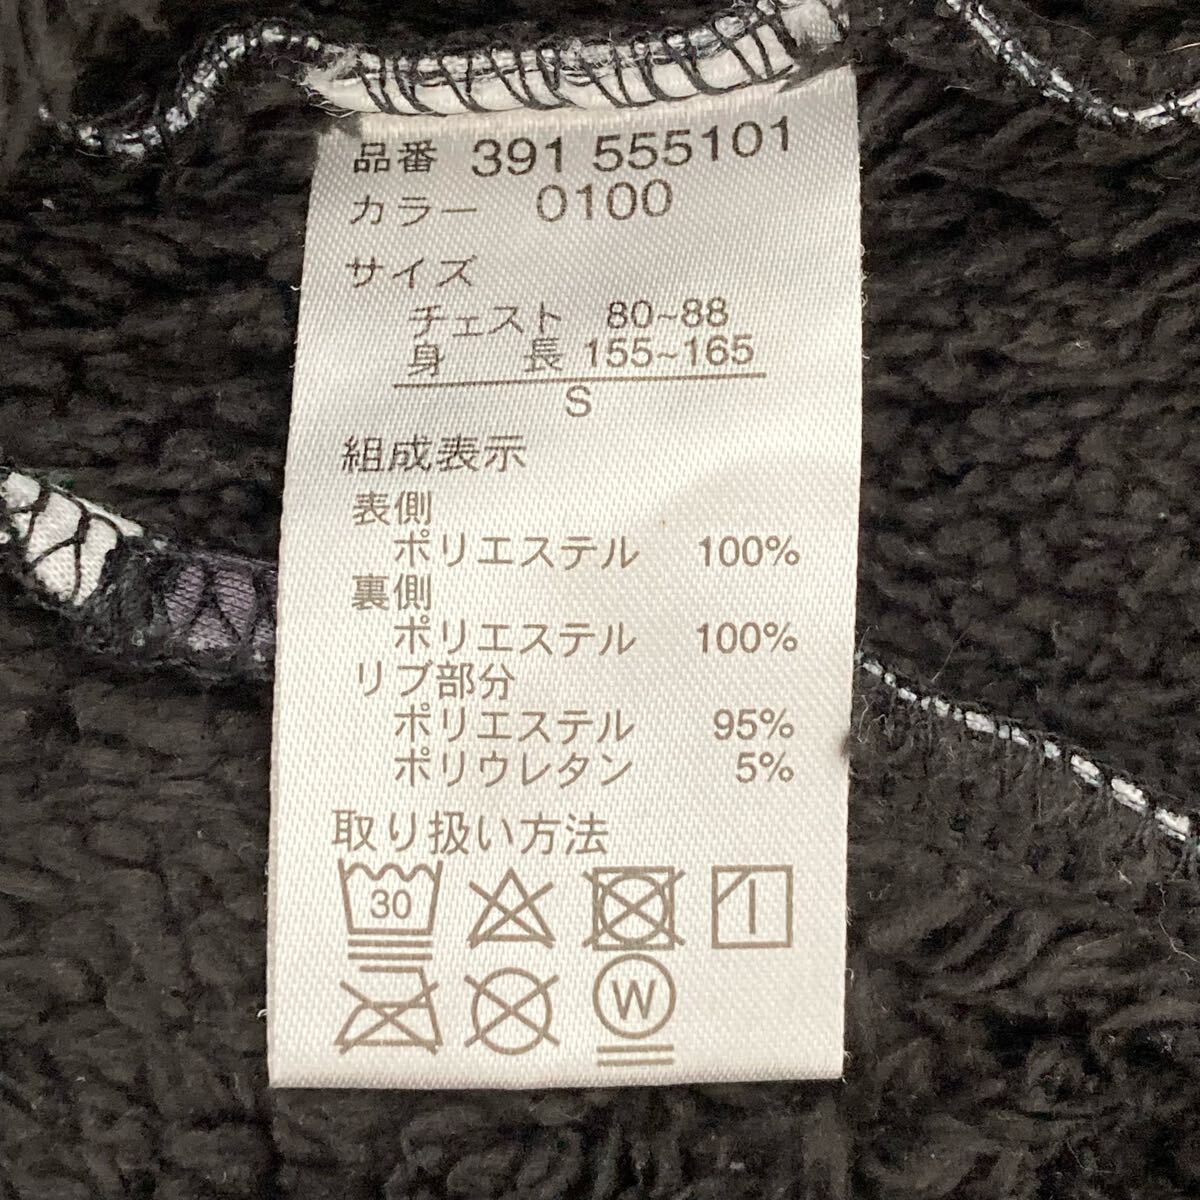 品番 391 555101
カラー 0100
サイズ
チェスト 80~88
身 長 155~165
S
組成表示
表側
ポリエステル 100%
裏側
ポリエステル 100%
リブ部分
ポリエステル 95%
ポリウレタン 5%
取り扱い方法
30
W